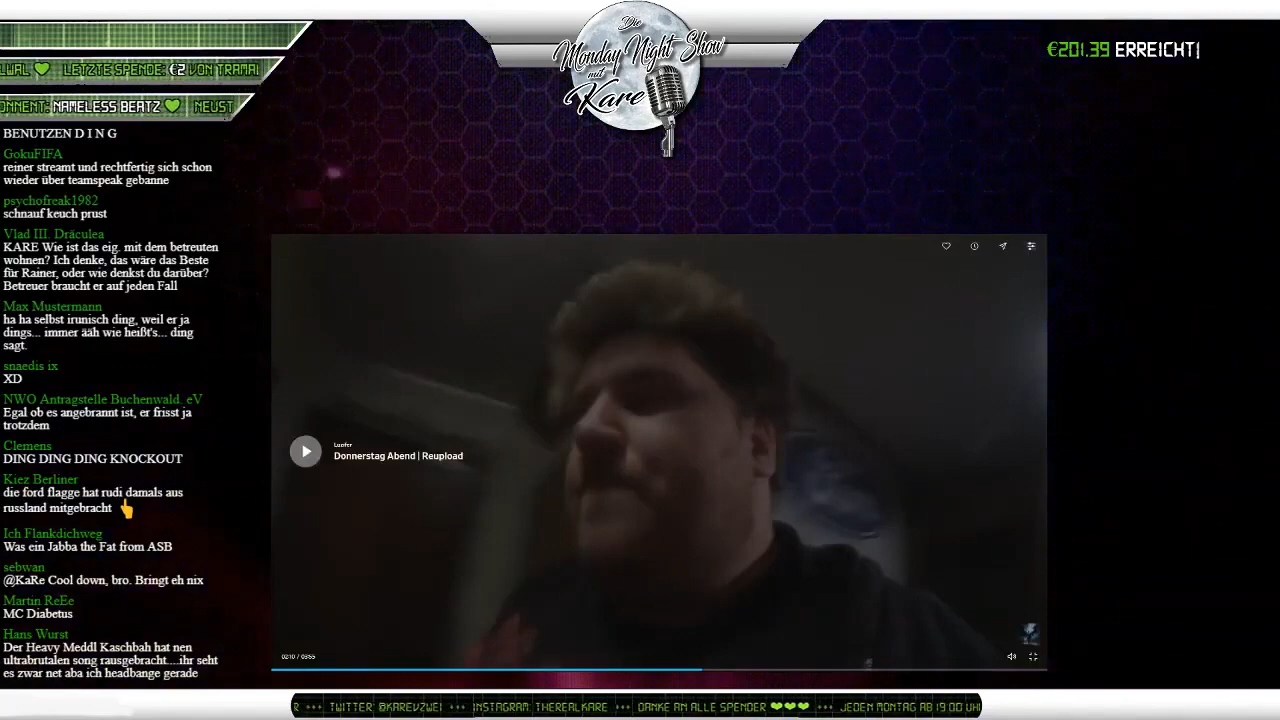 Die
Monday Night Show
mit
Kare
€201.39 ERREICHT!
LETZTE SPENDE: €2 VON TRAMAL
NAMELESS BEATZ
BENUTZEN D I N G
GokuFIFA
reiner streamt und rechtfertig sich schon
wieder über teamspeak gebanne
psychofreak1982
schnauf keuch prust
Vlad III. Drăculea
KARE Wie ist das eig. mit dem betreuten
wohnen? Ich denke, das wäre das Beste
für Rainer, oder wie denkst du darüber?
Betreuer braucht er auf jeden Fall
Max Mustermann
ha ha selbst irunisch ding, weil er ja
dings... immer ääh wie heißt's... ding
sagt.
snaedis ix
XD
NWO Antragstelle Buchenwald. eV
Egal ob es angebrannt ist, er frisst ja
trotzdem
Clemens
DING DING DING KNOCKOUT
Kiez Berliner
die ford flagge hat rudi damals aus
russland mitgebracht 👆
Ich Flankdichweg
Was ein Jabba the Fat from ASB
sebwan
@KaRe Cool down, bro. Bringt eh nix
Martin ReEe
MC Diabetus
Hans Wurst
Der Heavy Meddl Kaschbah hat nen
ultrabrutalen song rausgebracht....ihr seht
es zwar net aba ich headbange gerade
Donnerstag Abend | Reupload
02:10 / 03:55
R ••• TWITTER: @KAREVZWEI ••• INSTAGRAM: THEREALKARE ••• DANKE AN ALLE SPENDER ❤❤❤ ••• JEDEN MONTAG AB 19:00 UH